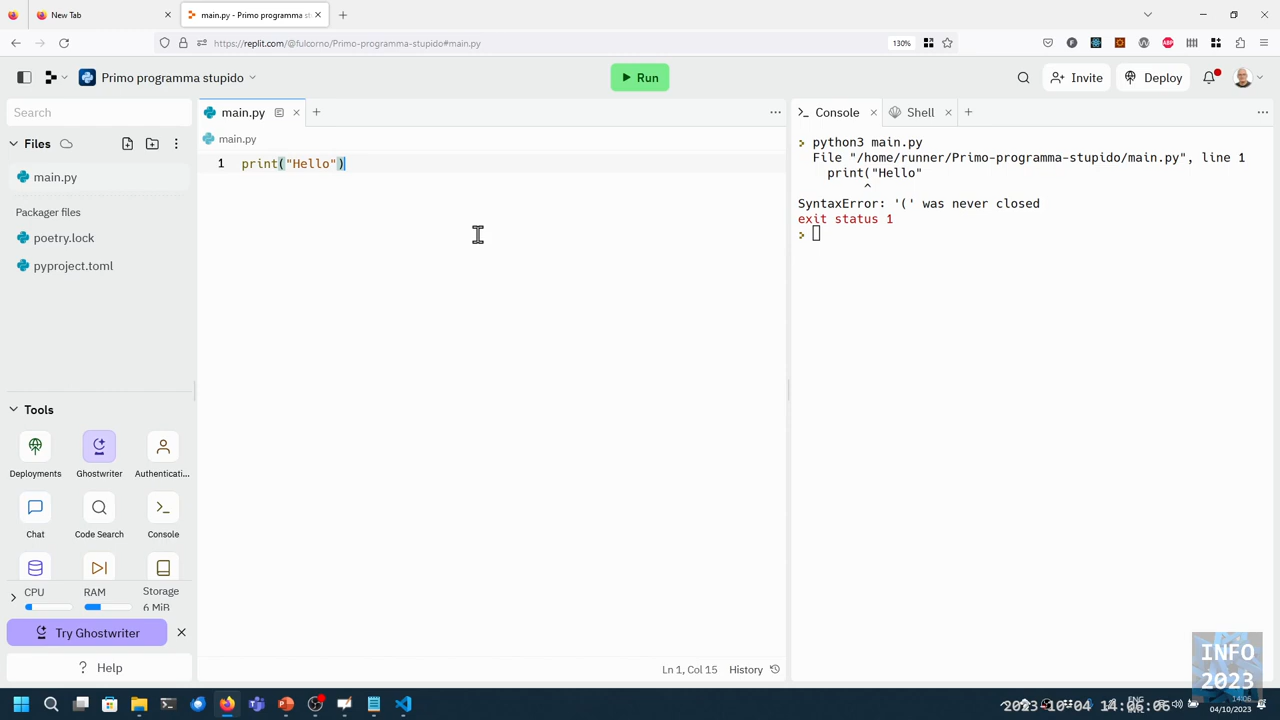 New Tab
main.py - Primo programma stupido
https://replit.com/@fulcorno/Primo-programma-stupido#main.py
130%
Primo programma stupido
Run
Invite
Deploy
Search
main.py
Console
Shell
Files
main.py
main.py
1 print("Hello")
python3 main.py
File "/home/runner/Primo-programma-stupido/main.py", line 1
print("Hello"
^
SyntaxError: '(' was never closed
exit status 1
Packager files
poetry.lock
pyproject.toml
Tools
Deployments
Ghostwriter
Authenticati...
Chat
Code Search
Console
CPU
RAM
Storage
6 MiB
Try Ghostwriter
Help
Ln 1, Col 15
History
INFO
2023
ENG
14:06
04/10/2023